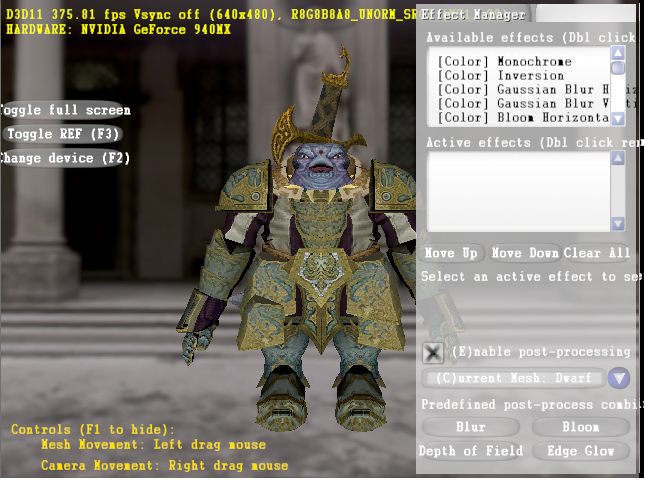 D3D11 375.81 fps Vsync off (640x480), R8G8B8A8_UNORM_SR
HARDWARE: NVIDIA GeForce 940MX
Effect Manager
Available effects (Dbl click
[Color] Monochrome
[Color] Inversion
[Color] Gaussian Blur Horiz
[Color] Gaussian Blur Verti
[Color] Bloom Horizonta
Toggle full screen
Toggle REF (F3)
Change device (F2)
Active effects (Dbl click rem
Move Up
Move Down
Clear All
Select an active effect to se
(E)nable post-processing
(C)urrent Mesh: Dwarf
Predefined post-process combi
Blur
Bloom
Depth of Field
Edge Glow
Controls (F1 to hide):
Mesh Movement: Left drag mouse
Camera Movement: Right drag mouse